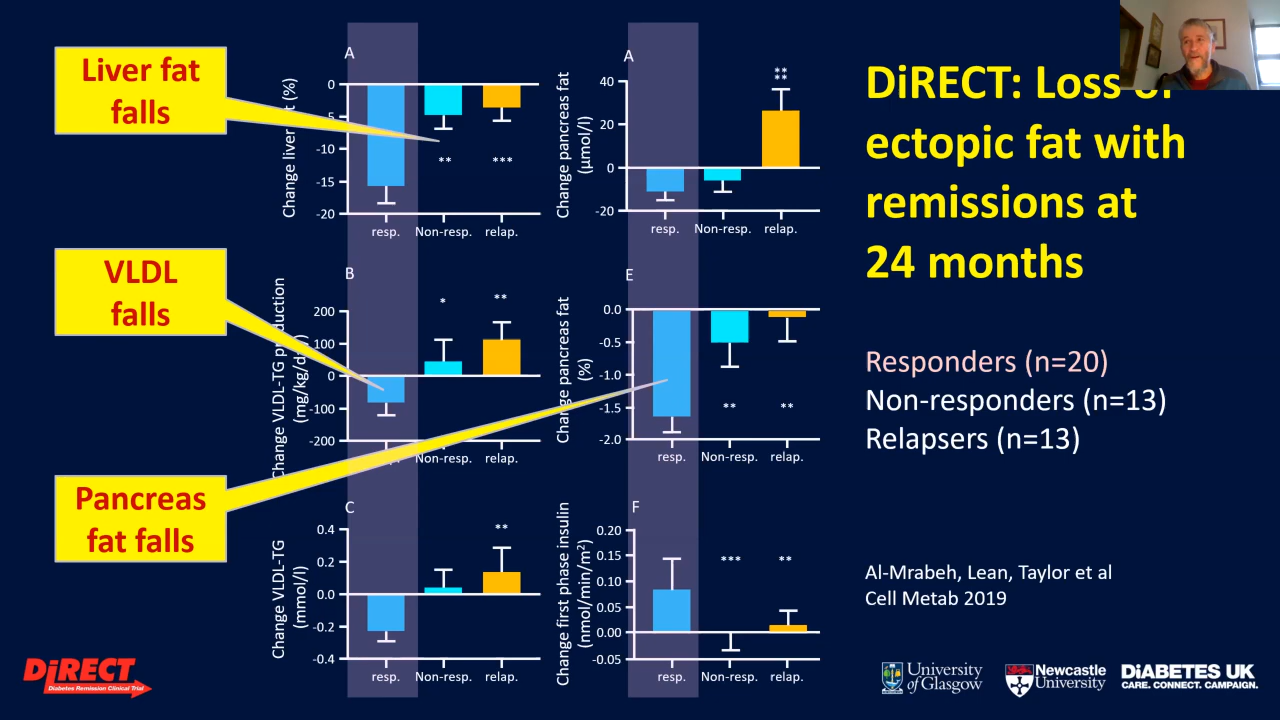 Liver fat
falls
VLDL
falls
Pancreas
fat falls
A
Change liver fat (%)
0
-5
-10
-15
-20
**
***
resp.
Non-resp.
relap.
A
Change pancreas fat
(µmol/l)
40
20
0
-20
**
**
resp.
Non-resp.
relap.
B
Change VLDL-TG production
(mg/kg/day)
200
100
0
-100
-200
*
**
Non-resp.
relap.
E
Change pancreas fat
(%)
0.0
-0.5
-1.0
-1.5
-2.0
**
**
resp.
Non-resp.
relap.
C
Change VLDL-TG
(mmol/l)
0.4
0.2
0.0
-0.2
-0.4
**
resp.
Non-resp.
relap.
F
Change first phase insulin
(nmol/min/m²)
0.20
0.15
0.10
0.05
0.00
-0.05
***
**
resp.
Non-resp.
relap.
DiRECT: Loss of
ectopic fat with
remissions at
24 months
Responders (n=20)
Non-responders (n=13)
Relapsers (n=13)
Al-Mrabeh, Lean, Taylor et al
Cell Metab 2019
DiRECT
Diabetes Remission Clinical Trial
University
of Glasgow
Newcastle
University
DiABETES UK
CARE. CONNECT. CAMPAIGN.